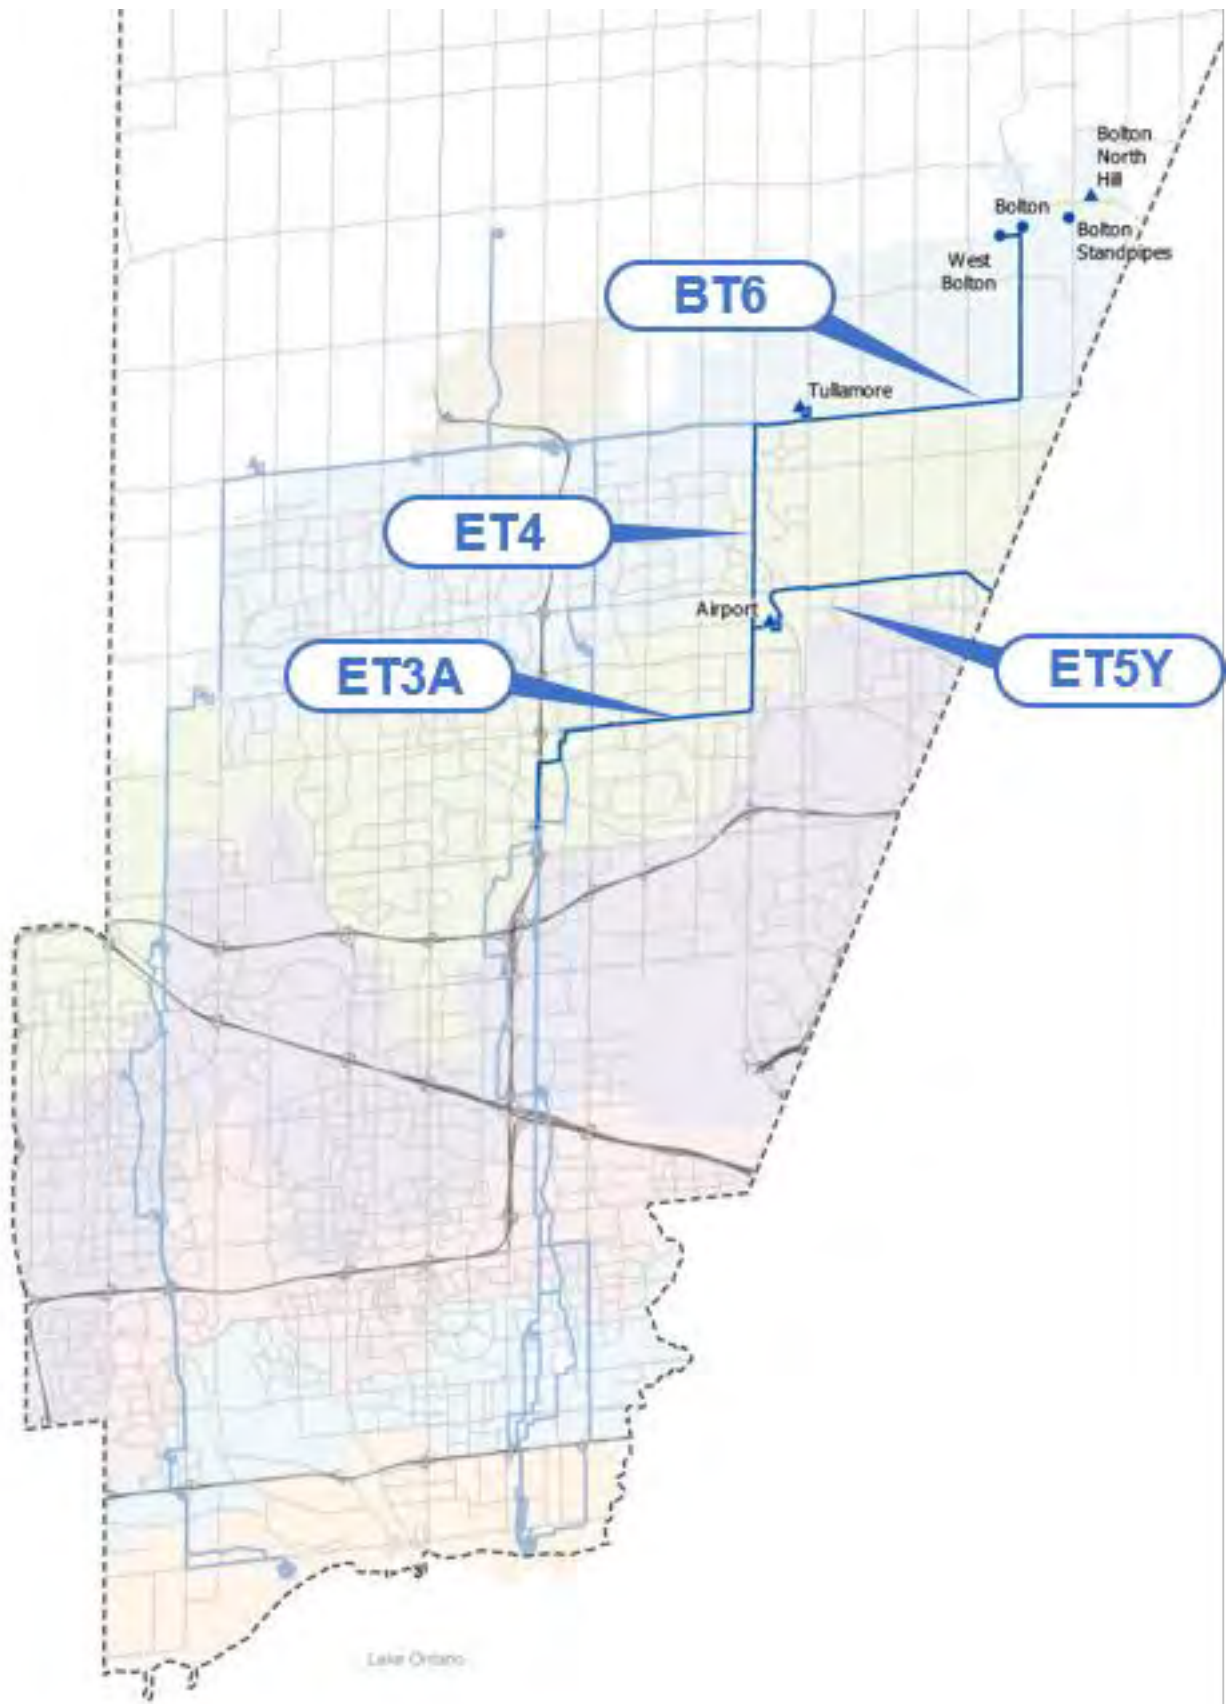 Bolton
North
Hill
Bolton
Bolton
Standpipes
West
Bolton
BT6
Tullamore
ET4
Airport
ET3A
ET5Y
Lake Ontario